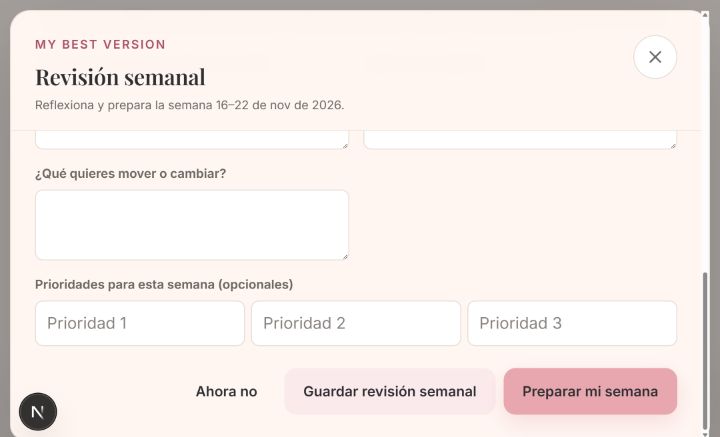 MY BEST VERSION
Revisión semanal
Reflexiona y prepara la semana 16–22 de nov de 2026.
¿Qué quieres mover o cambiar?
Prioridades para esta semana (opcionales)
Prioridad 1 Prioridad 2 Prioridad 3
Ahora no Guardar revisión semanal Preparar mi semana
N